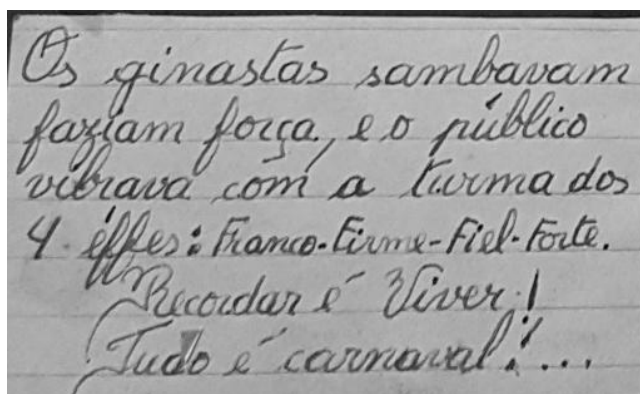 Os ginastas sambavam
faziam força, e o público
vibrava com a turma dos
4 éffes: Franco-Firme-Fiel-Forte.
Recordar é Viver!
Tudo é carnaval!...